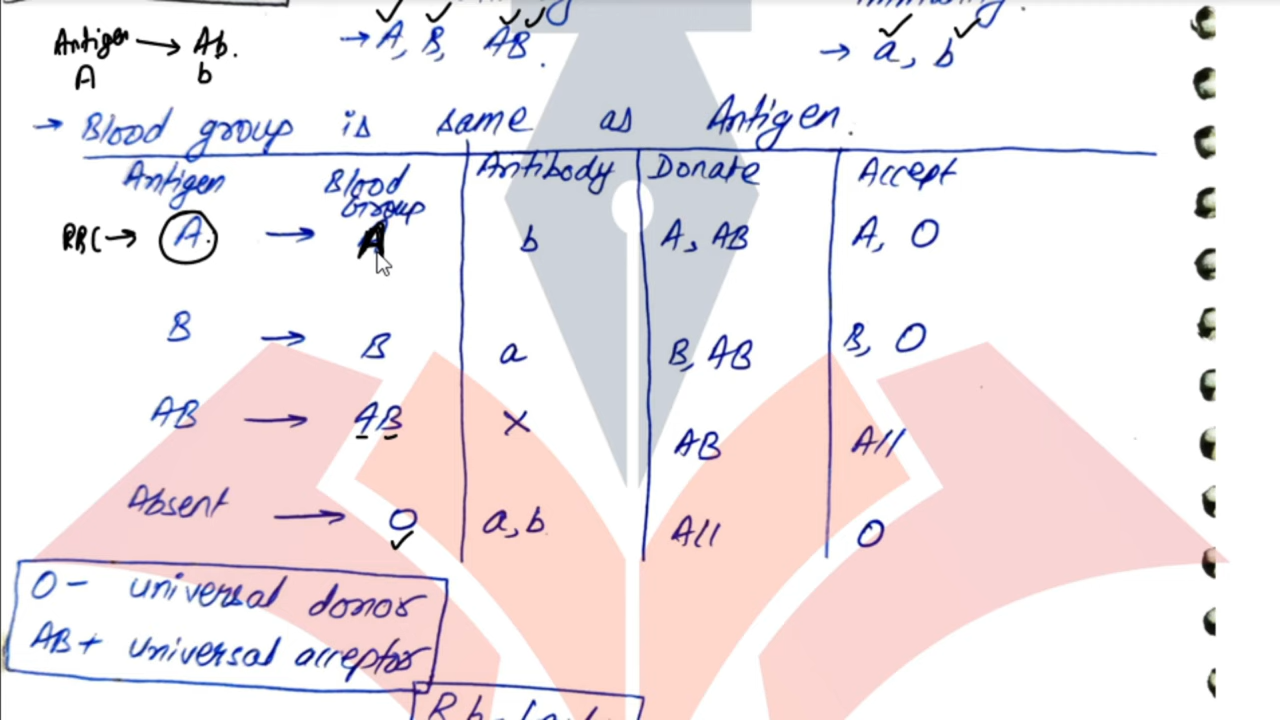 Antigen → Ab.
→ A, B, AB.
→ a, b
A b
→ Blood group is same as Antigen.
Antigen Blood Group Antibody Donate Accept
RBC → A. → A b A, AB A, O
B → B a B, AB B, O
AB → AB × AB All
Absent → O a, b All O
O- universal donor
AB+ universal acceptor